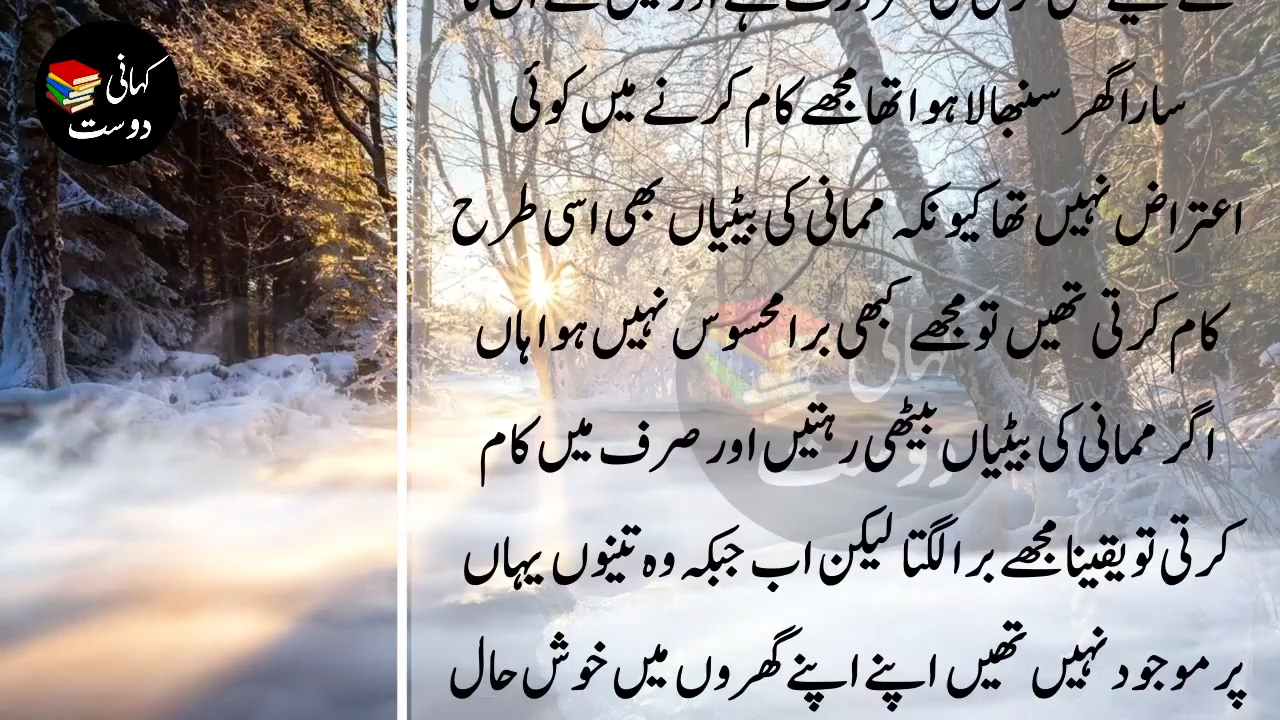 کہانی
دوست
سارا گھر سنبھالا ہوا تھا مجھے کام کرنے میں کوئی
اعتراض نہیں تھا کیونکہ ممانی کی بیٹیاں بھی اسی طرح
کام کرتی تھیں تو مجھے کبھی برا محسوس نہیں ہوا ہاں
اگر ممانی کی بیٹیاں بیٹھی رہتیں اور صرف میں کام
کرتی تو یقینا مجھے برا لگتا لیکن اب جبکہ وہ تینوں یہاں
پر موجود نہیں تھیں اپنے اپنے گھروں میں خوش حال
کہانی
دوست